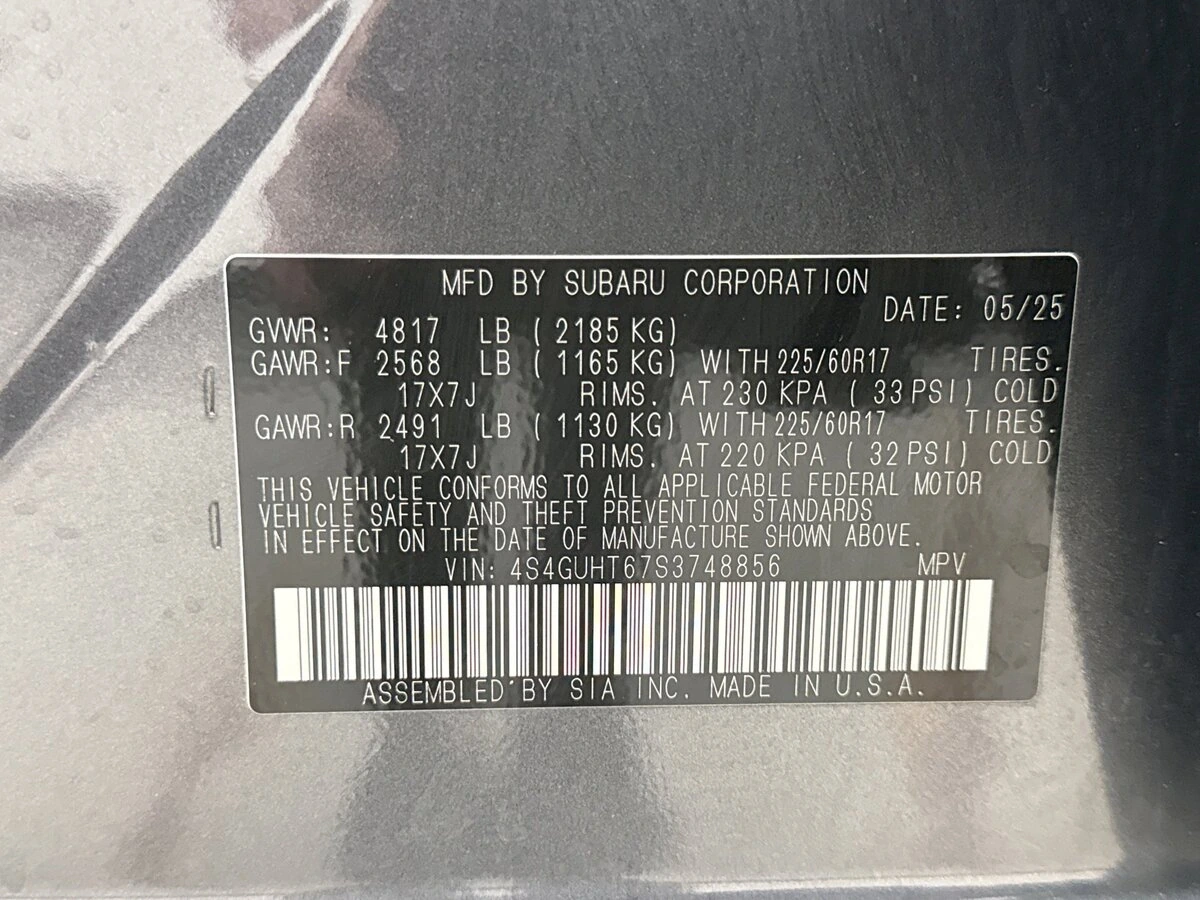 MFD BY SUBARU CORPORATION
DATE: 05/25
GVWR: 4817 LB ( 2185 KG)
GAWR:F 2568 LB ( 1165 KG) WITH 225/60R17 TIRES.
17X7J RIMS. AT 230 KPA ( 33 PSI) COLD
GAWR:R 2491 LB ( 1130 KG) WITH 225/60R17 TIRES.
17X7J RIMS. AT 220 KPA ( 32 PSI) COLD
THIS VEHICLE CONFORMS TO ALL APPLICABLE FEDERAL MOTOR
VEHICLE SAFETY AND THEFT PREVENTION STANDARDS
IN EFFECT ON THE DATE OF MANUFACTURE SHOWN ABOVE.
VIN: 4S4GUHT67S3748856 MPV
ASSEMBLED BY SIA INC. MADE IN U.S.A.